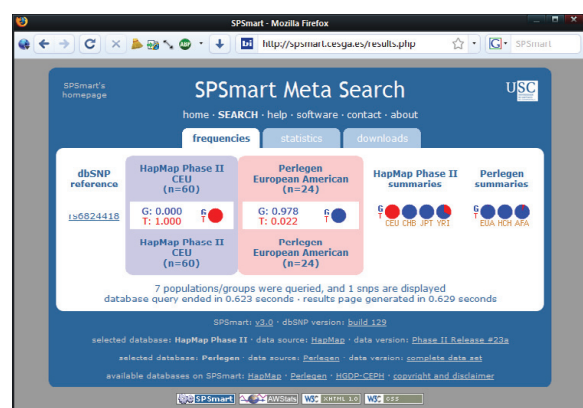 SPSmart - Mozilla Firefox
http://spsmart.cesga.es/results.php
SPSmart
SPSmart's
homepage
SPSmart Meta Search
USC
home · SEARCH · help · software · contact · about
frequencies statistics downloads
dbSNP
reference
HapMap Phase II
CEU
(n=60)
Perlegen
European American
(n=24)
HapMap Phase II
summaries
Perlegen
summaries
rs6824418
G: 0.000
T: 1.000
G
T
G: 0.978
T: 0.022
G
T
G
T
CEU CHB JPT YRI
G
T
EUA HCH AFA
HapMap Phase II
CEU
(n=60)
Perlegen
European American
(n=24)
7 populations/groups were queried, and 1 snps are displayed
database query ended in 0.623 seconds · results page generated in 0.629 seconds
SPSmart: v3.0 · dbSNP version: build 129
selected database: HapMap Phase II · data source: HapMap · data version: Phase II Release #23a
selected database: Perlegen · data source: Perlegen · data version: complete data set
available databases on SPSmart: HapMap · Perlegen · HGDP-CEPH · copyright and disclaimer
SPSmart AWStats W3C XHTML 1.0 W3C CSS